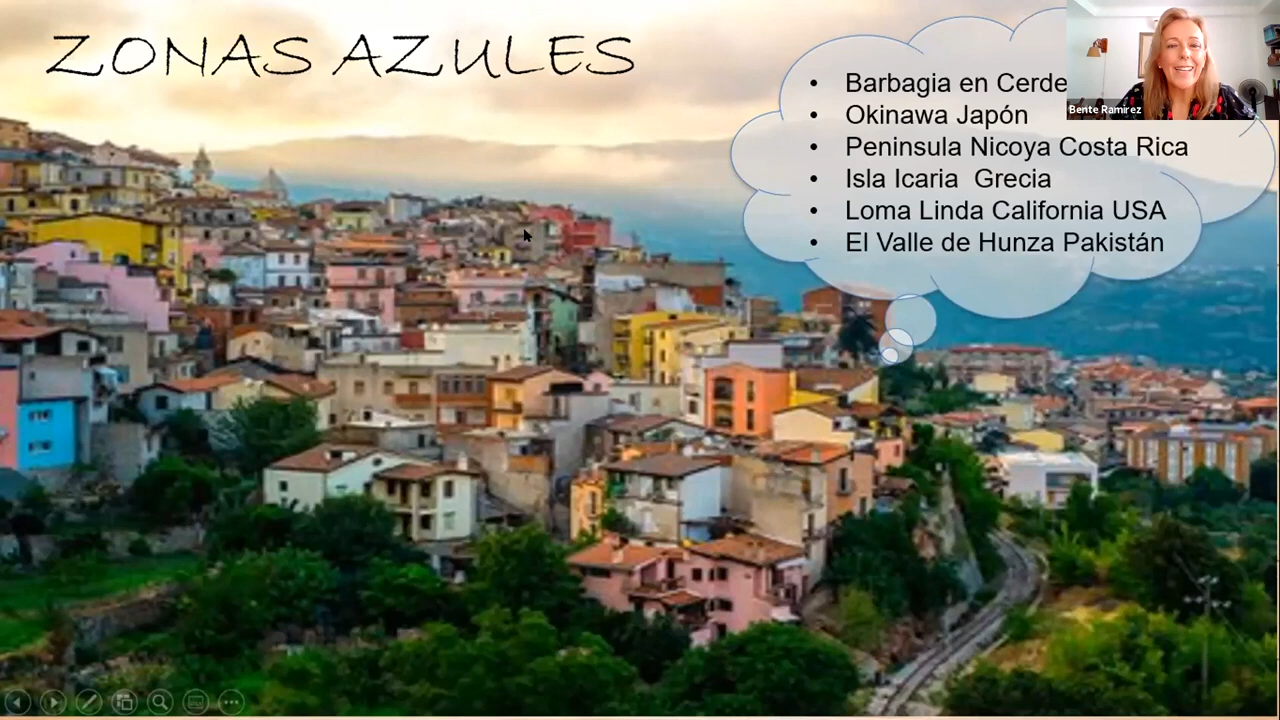 ZONAS AZULES
• Barbagia en Cerde
• Okinawa Japón
• Peninsula Nicoya Costa Rica
• Isla Icaria Grecia
• Loma Linda California USA
• El Valle de Hunza Pakistán
Bente Ramirez